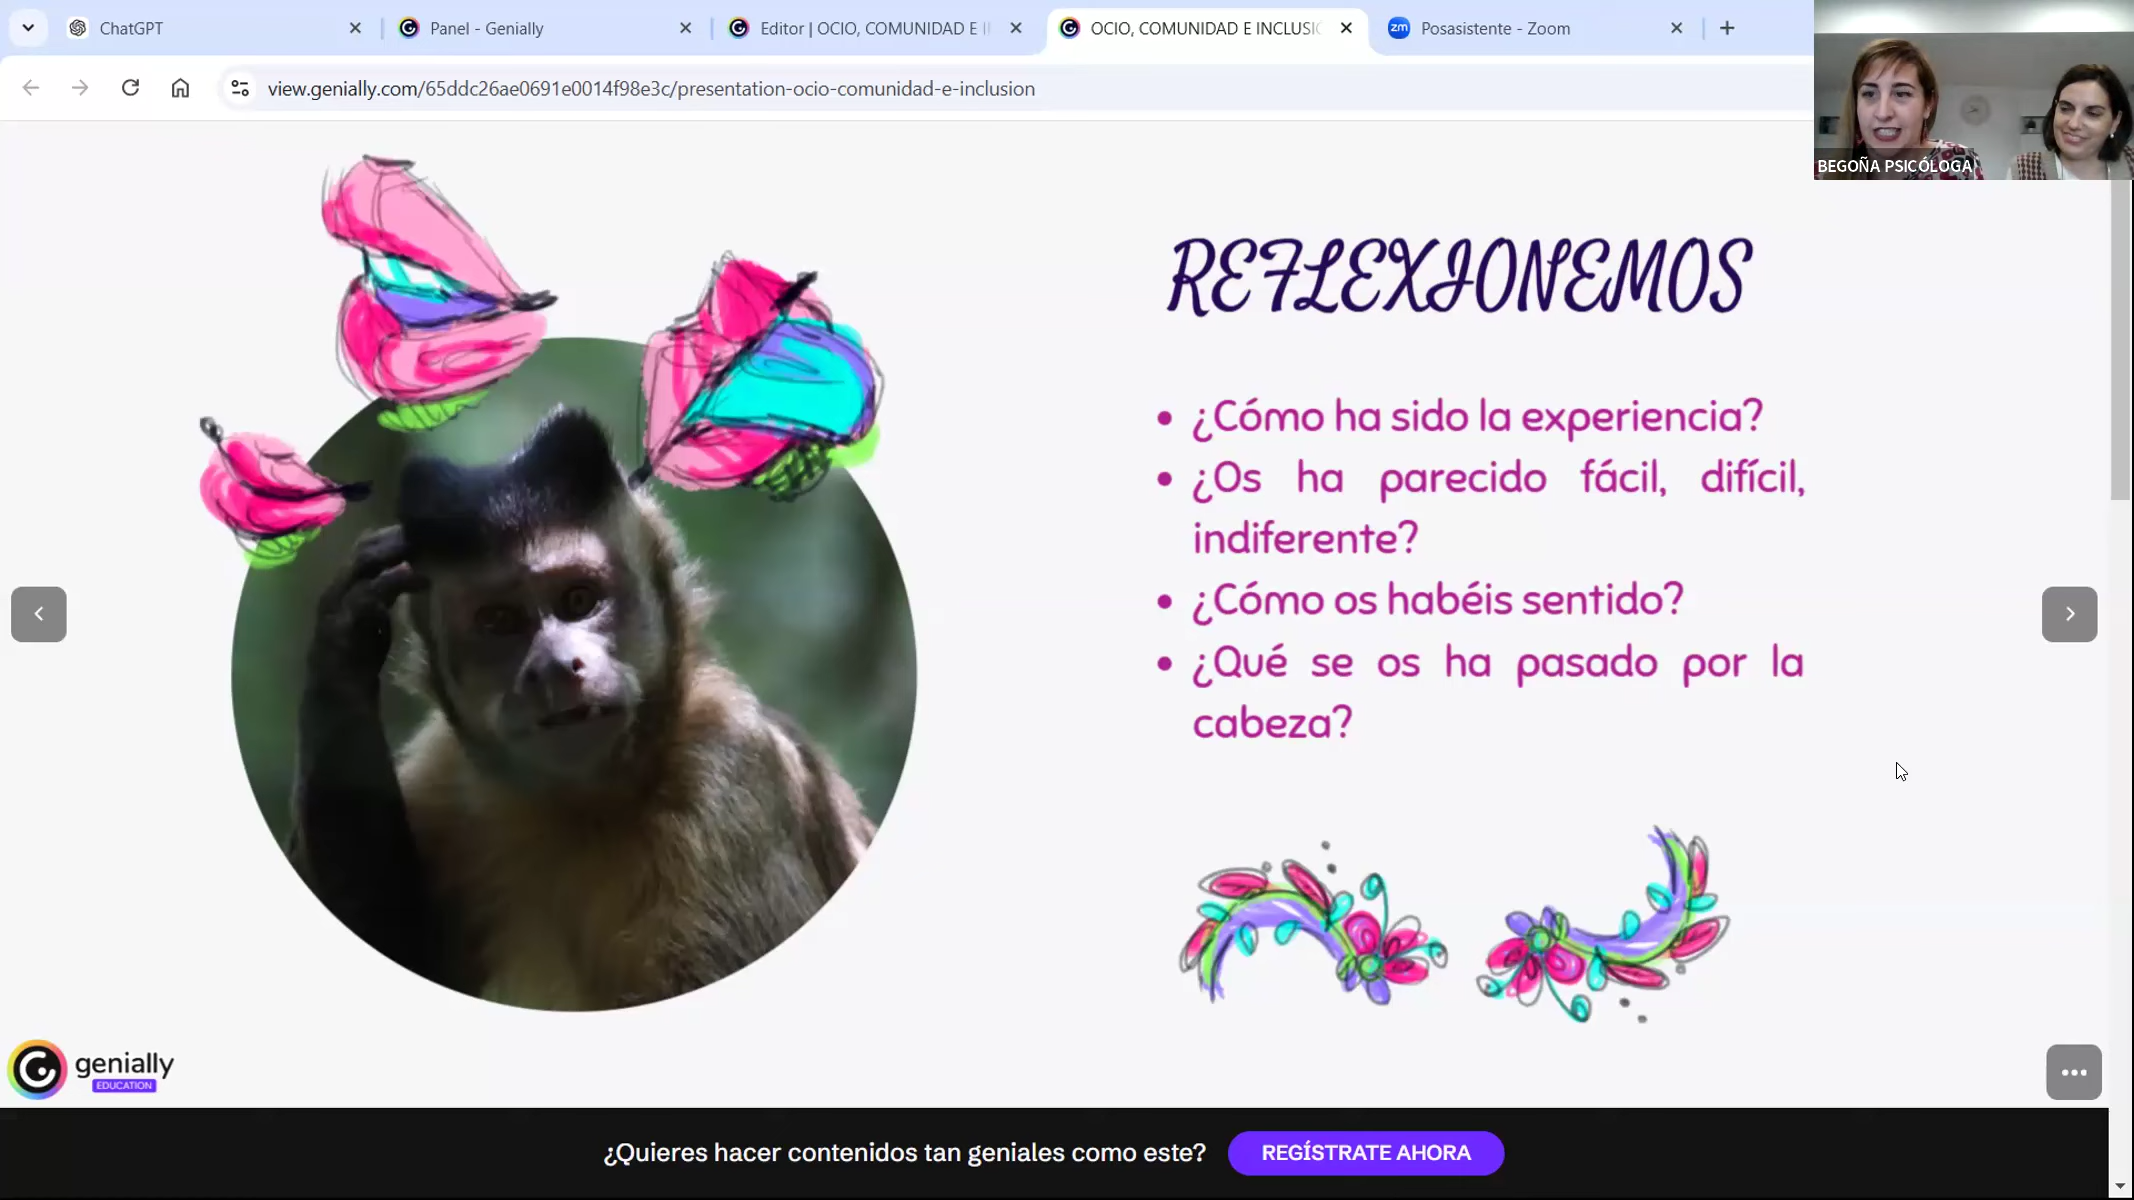 ChatGPT
Panel - Genially
Editor | OCIO, COMUNIDAD E I
OCIO, COMUNIDAD E INCLUSI
Posasistente - Zoom
view.genially.com/65ddc26ae0691e0014f98e3c/presentation-ocio-comunidad-e-inclusion
BEGOÑA PSICÓLOGA
REFLEXIONEMOS
• ¿Cómo ha sido la experiencia?
• ¿Os ha parecido fácil, difícil,
indiferente?
• ¿Cómo os habéis sentido?
• ¿Qué se os ha pasado por la
cabeza?
genially
EDUCATION
¿Quieres hacer contenidos tan geniales como este?
REGÍSTRATE AHORA
zm